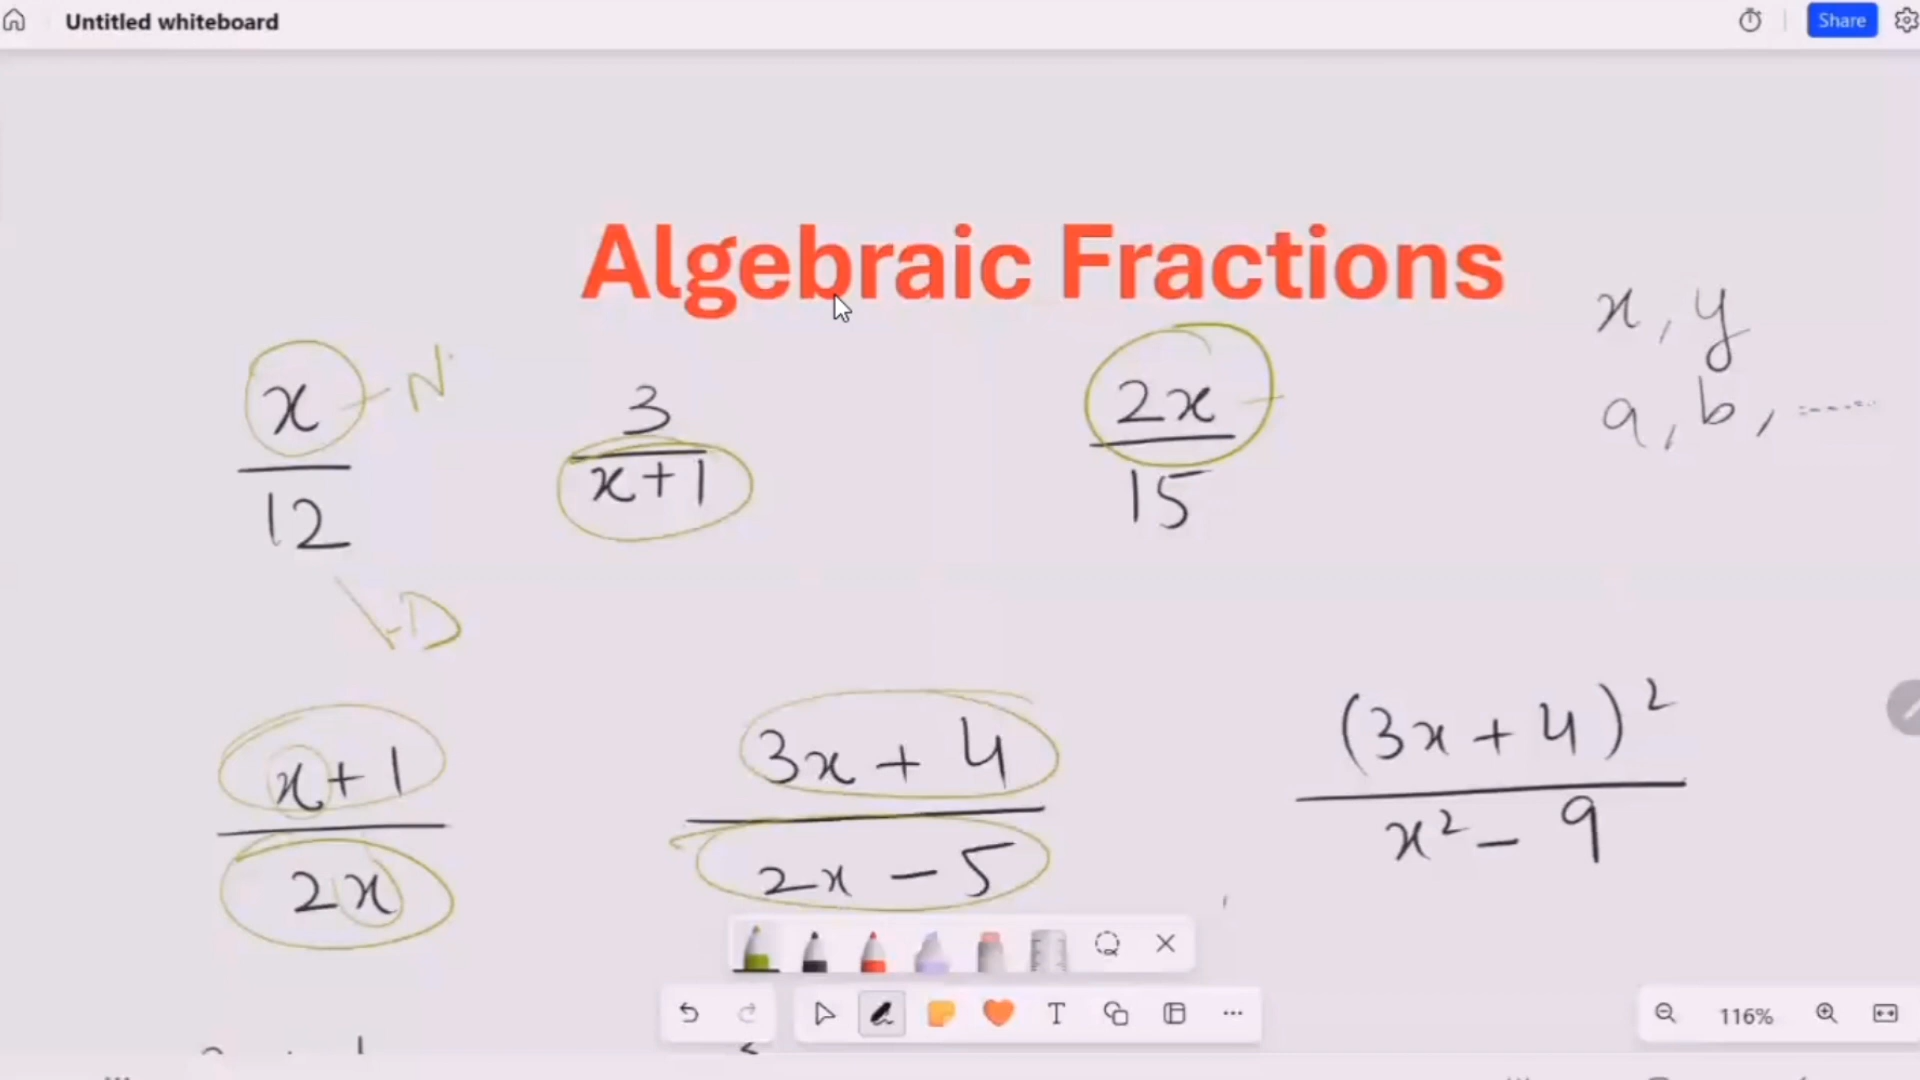 Untitled whiteboard
Share
Algebraic Fractions
x, y
a, b, -----
x
12
N
D
3
x+1
2x
15
x+1
2x
3x + 4
2x - 5
(3x + 4)²
x² - 9
T
116%